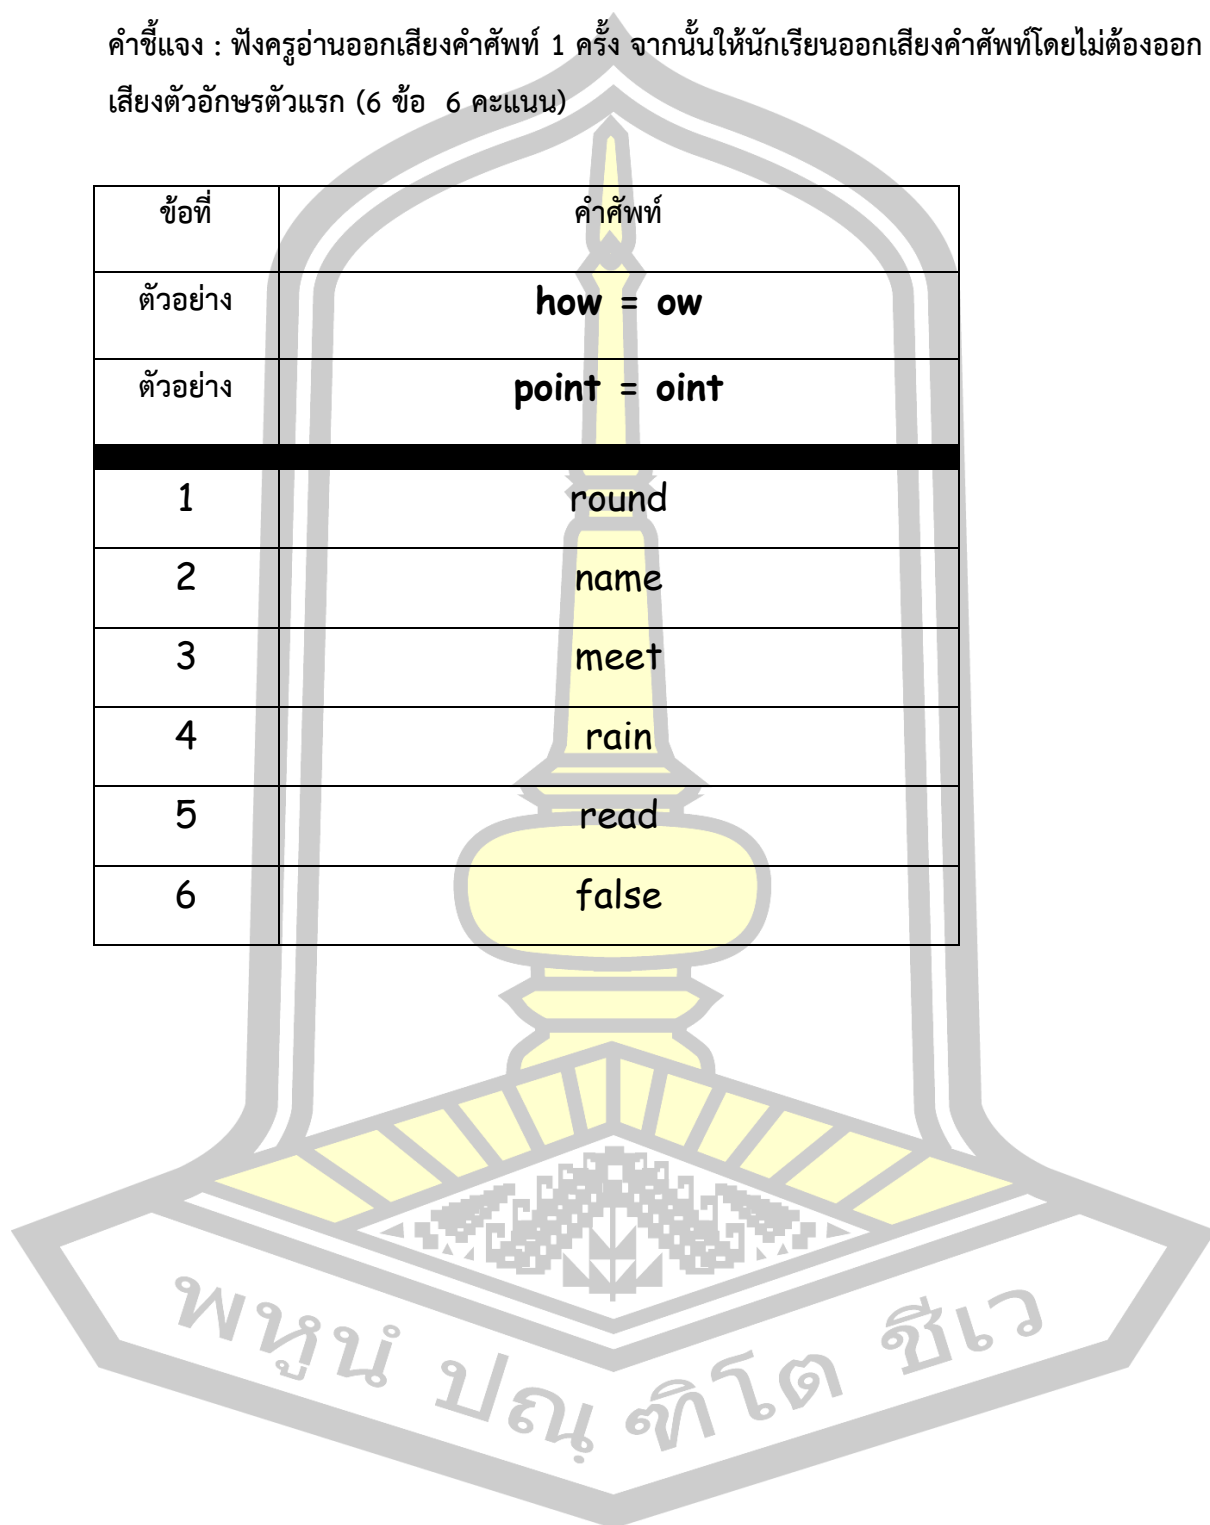 คำชี้แจง : ฟังครูอ่านออกเสียงคำศัพท์ 1 ครั้ง จากนั้นให้นักเรียนออกเสียงคำศัพท์โดยไม่ต้องออก
เสียงตัวอักษรตัวแรก (6 ข้อ 6 คะแนน)
ข้อที่ คำศัพท์
ตัวอย่าง how = ow
ตัวอย่าง point = oint
1 round
2 name
3 meet
4 rain
5 read
6 false
พหูนํ ปณฺฑิโต ชีเว